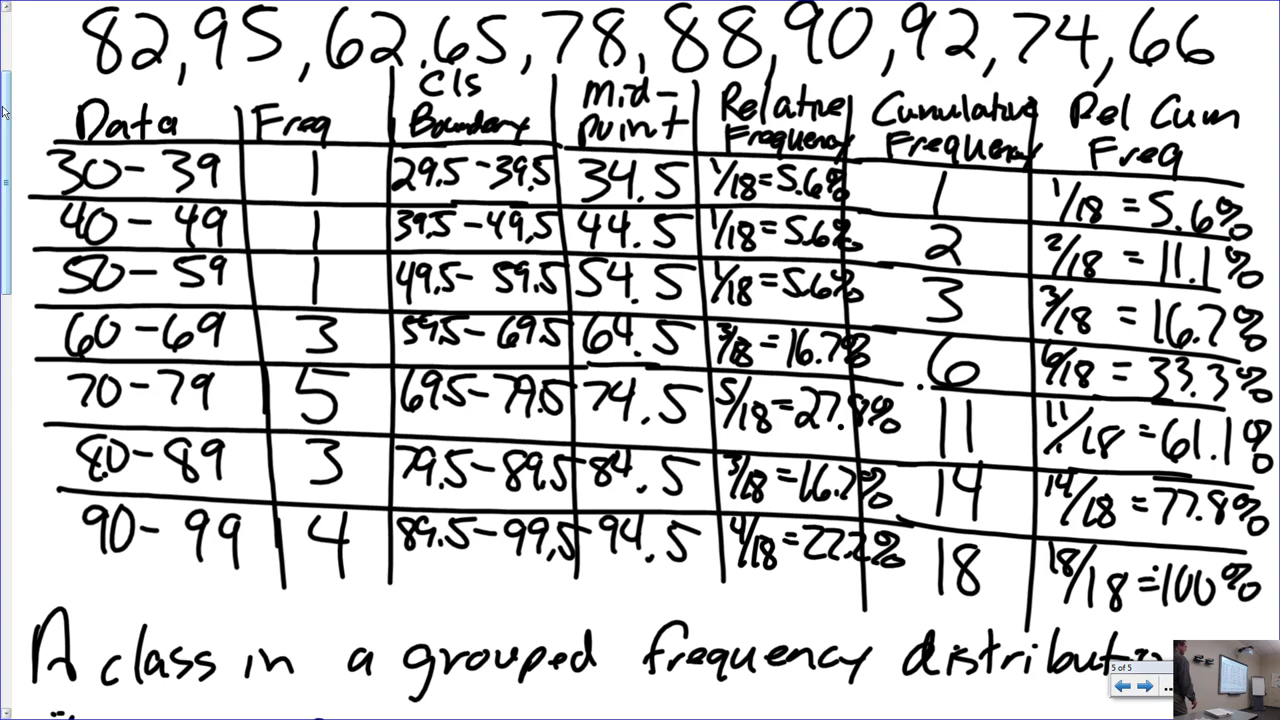 82, 95, 62, 65, 78, 88, 90, 92, 74, 66
Data Freq Cls Boundary Mid-point Relative Frequency Cumulative Frequency Rel Cum Freq
30-39 1 29.5-39.5 34.5 1/18=5.6% 1 1/18=5.6%
40-49 1 39.5-49.5 44.5 1/18=5.6% 2 2/18=11.1%
50-59 1 49.5-59.5 54.5 1/18=5.6% 3 3/18=16.7%
60-69 3 59.5-69.5 64.5 3/18=16.7% 6 6/18=33.3%
70-79 5 69.5-79.5 74.5 5/18=27.8% 11 11/18=61.1%
80-89 3 79.5-89.5 84.5 3/18=16.7% 14 14/18=77.8%
90-99 4 89.5-99.5 94.5 4/18=22.2% 18 18/18=100%
A class in a grouped frequency
5 of 5